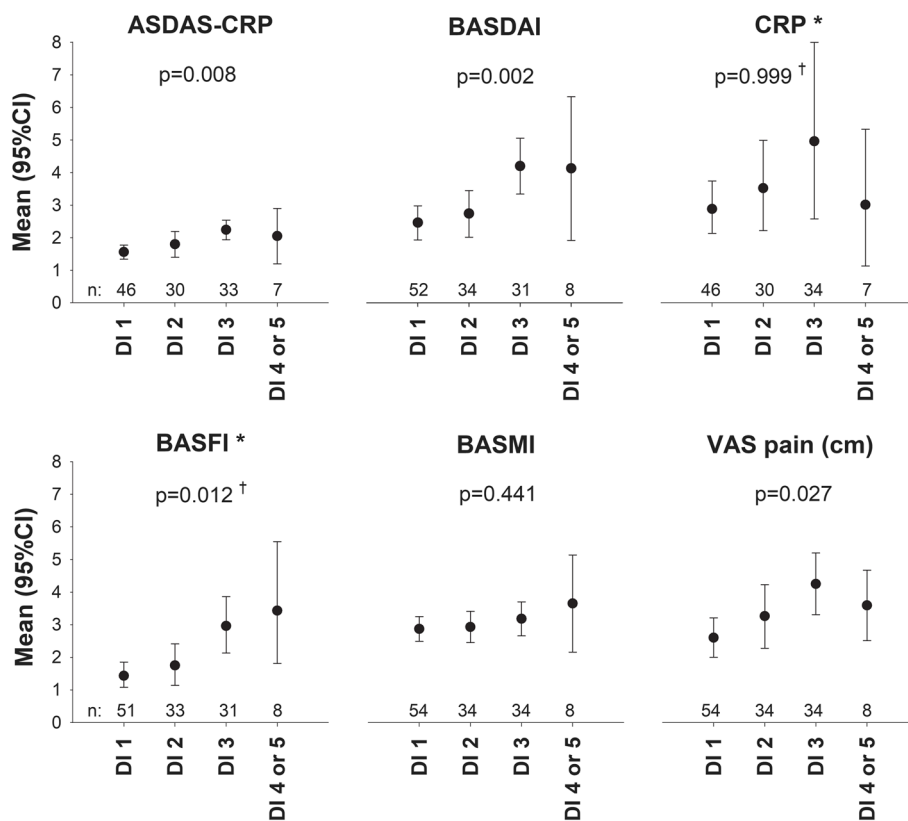 ASDAS-CRP BASDAI CRP *
p=0.008 p=0.002 p=0.999 †
Mean (95%CI)
8
7
6
5
4
3
2
1
0
n: 46 30 33 7 52 34 31 8 46 30 34 7
DI 1 DI 2 DI 3 DI 4 or 5 DI 1 DI 2 DI 3 DI 4 or 5 DI 1 DI 2 DI 3 DI 4 or 5
BASFI * BASMI VAS pain (cm)
p=0.012 † p=0.441 p=0.027
Mean (95%CI)
8
7
6
5
4
3
2
1
0
n: 51 33 31 8 54 34 34 8 54 34 34 8
DI 1 DI 2 DI 3 DI 4 or 5 DI 1 DI 2 DI 3 DI 4 or 5 DI 1 DI 2 DI 3 DI 4 or 5